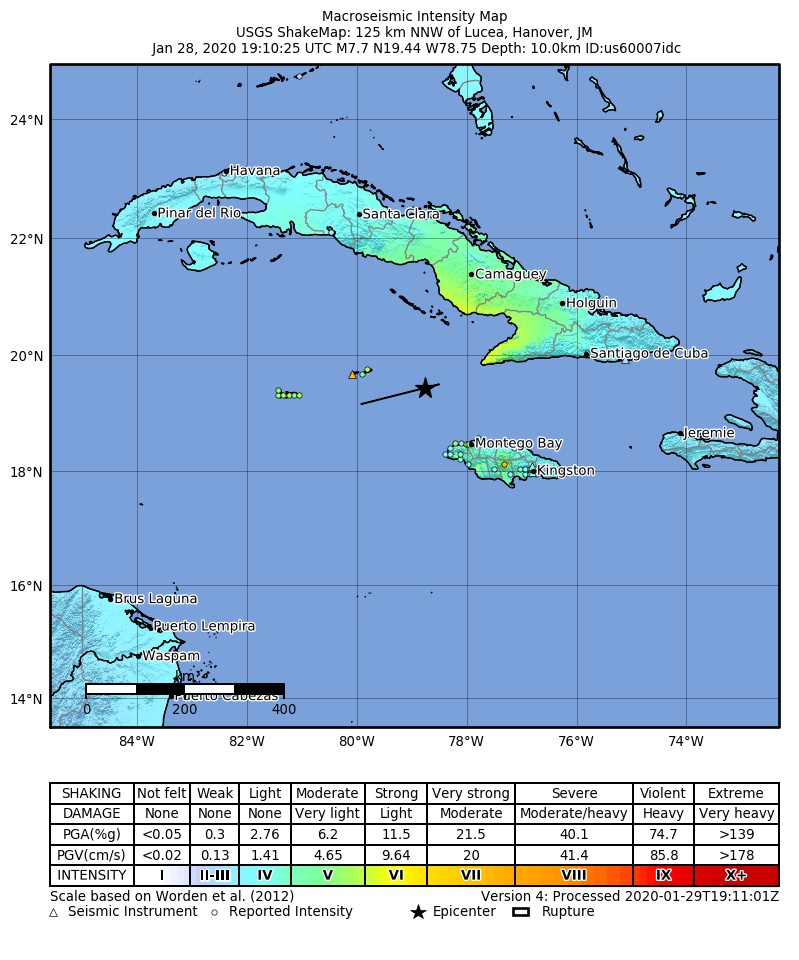 Macroseismic Intensity Map
USGS ShakeMap: 125 km NNW of Lucea, Hanover, JM
Jan 28, 2020 19:10:25 UTC M7.7 N19.44 W78.75 Depth: 10.0km ID:us60007idc
24°N
Havana
Pinar del Rio
Santa Clara
22°N
Camaguey
Holguin
20°N
Santiago de Cuba
Jeremie
Montego Bay
18°N
Kingston
16°N
Brus Laguna
Puerto Lempira
Waspam
km
Puerto Cabezas
14°N
0 200 400
84°W 82°W 80°W 78°W 76°W 74°W
SHAKING Not felt Weak Light Moderate Strong Very strong Severe Violent Extreme
DAMAGE None None None Very light Light Moderate Moderate/heavy Heavy Very heavy
PGA(%g) <0.05 0.3 2.76 6.2 11.5 21.5 40.1 74.7 >139
PGV(cm/s) <0.02 0.13 1.41 4.65 9.64 20 41.4 85.8 >178
INTENSITY I II-III IV V VI VII VIII IX X+
Scale based on Worden et al. (2012) Version 4: Processed 2020-01-29T19:11:01Z
Seismic Instrument Reported Intensity Epicenter Rupture